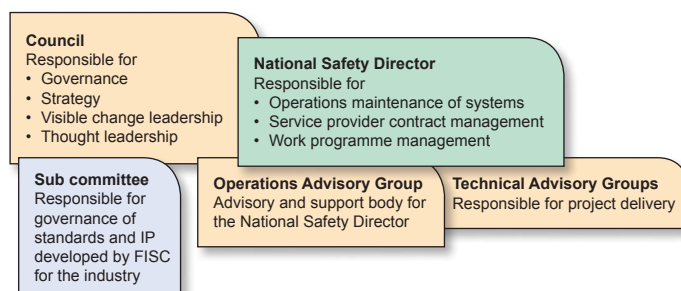 Council
Responsible for
• Governance
• Strategy
• Visible change leadership
• Thought leadership
National Safety Director
Responsible for
• Operations maintenance of systems
• Service provider contract management
• Work programme management
Sub committee
Responsible for
governance of
standards and IP
developed by FISC
for the industry
Operations Advisory Group
Advisory and support body for
the National Safety Director
Technical Advisory Groups
Responsible for project delivery